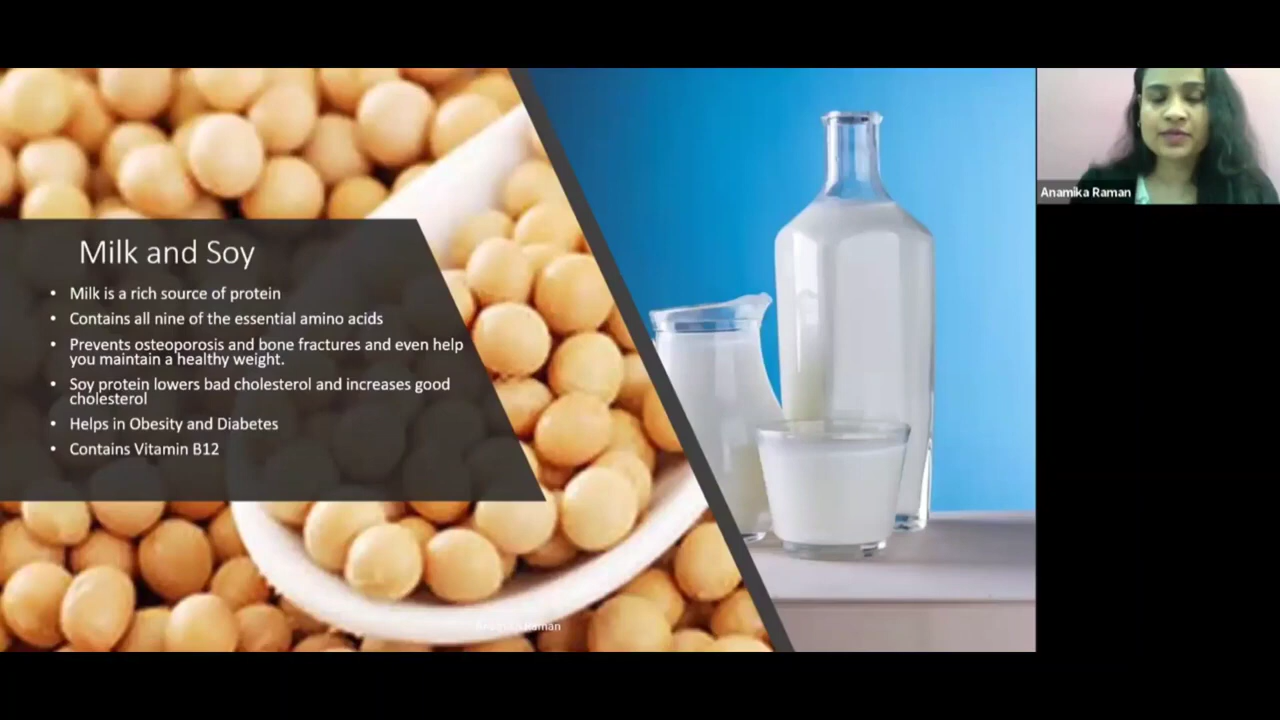 Milk and Soy
• Milk is a rich source of protein
• Contains all nine of the essential amino acids
• Prevents osteoporosis and bone fractures and even help
you maintain a healthy weight.
• Soy protein lowers bad cholesterol and increases good
cholesterol
• Helps in Obesity and Diabetes
• Contains Vitamin B12
Anamika Raman